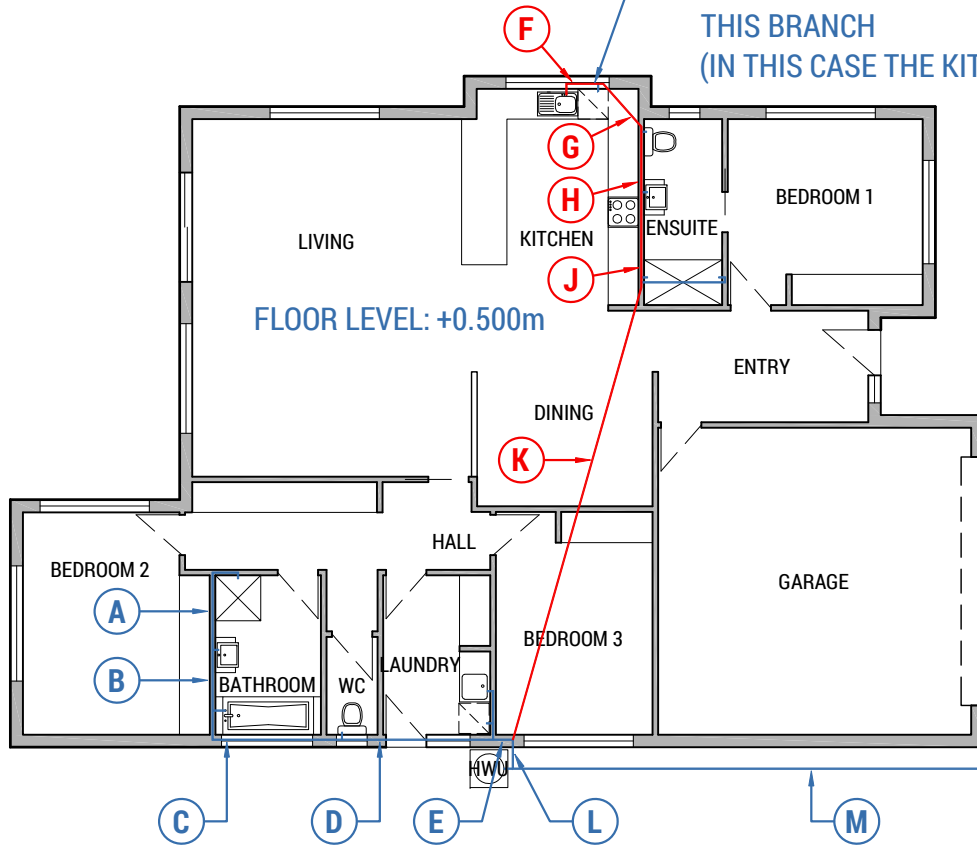 F
THIS BRANCH
(IN THIS CASE THE KIT
G
H
BEDROOM 1
ENSUITE
LIVING
KITCHEN
J
FLOOR LEVEL: +0.500m
ENTRY
DINING
K
HALL
BEDROOM 2
GARAGE
A
BEDROOM 3
LAUNDRY
B
BATHROOM
WC
HWU
C
D
E
L
M